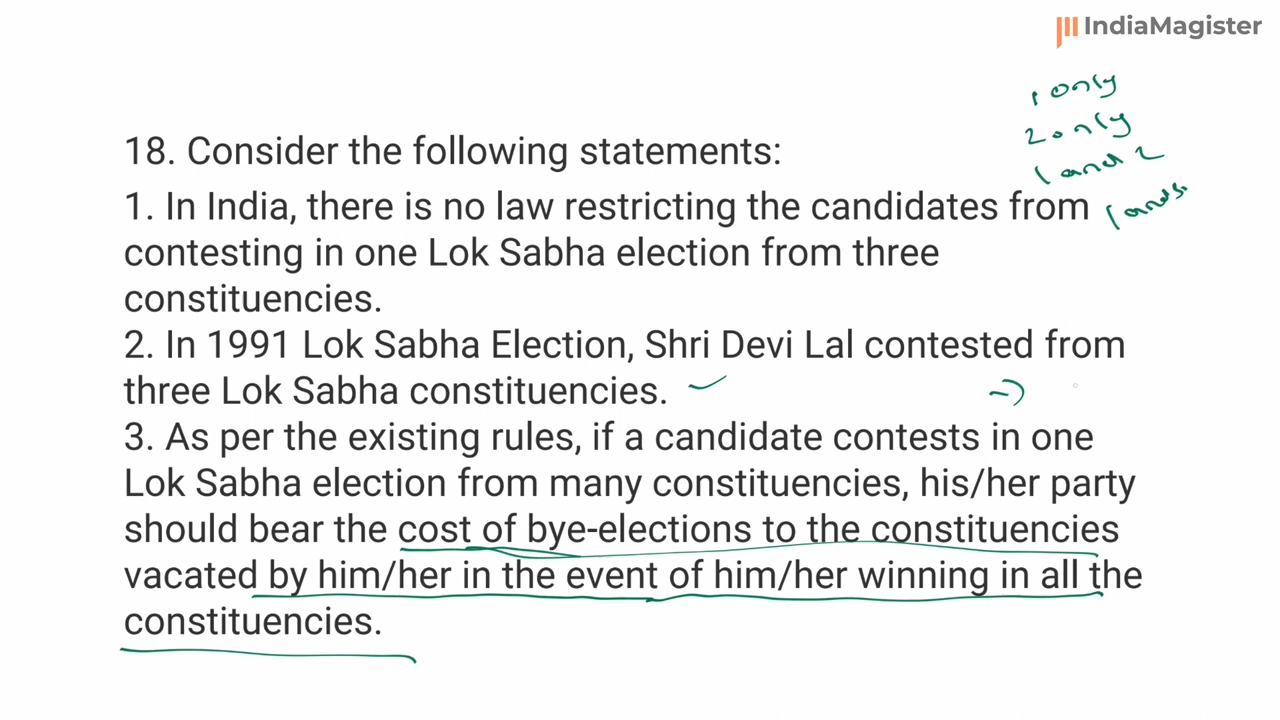 IndiaMagister
1 only
2 only
1 and 2
18. Consider the following statements:
1. In India, there is no law restricting the candidates from
contesting in one Lok Sabha election from three
constituencies.
2. In 1991 Lok Sabha Election, Shri Devi Lal contested from
three Lok Sabha constituencies.
3. As per the existing rules, if a candidate contests in one
Lok Sabha election from many constituencies, his/her party
should bear the cost of bye-elections to the constituencies
vacated by him/her in the event of him/her winning in all the
constituencies.